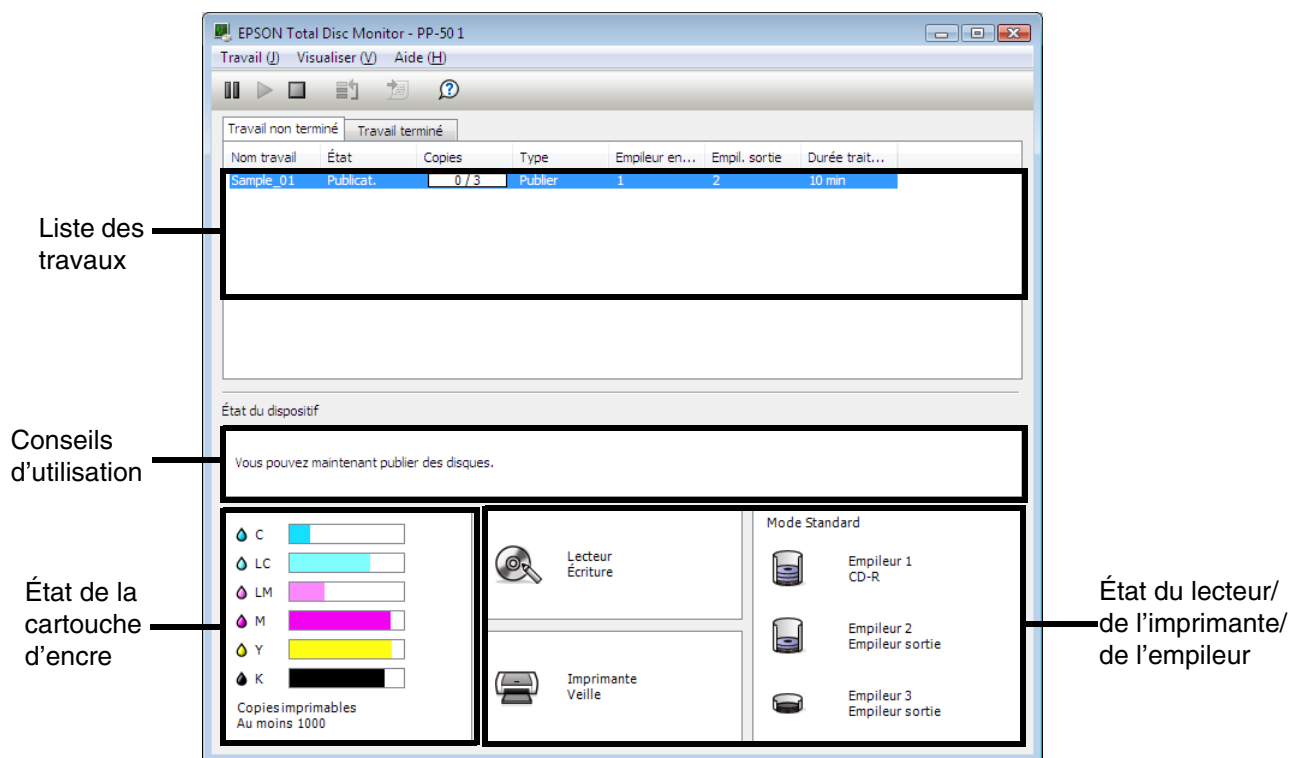 EPSON Total Disc Monitor - PP-50 1
Travail (J) Visualiser (V) Aide (H)
Travail non terminé Travail terminé
Nom travail État Copies Type Empileur en... Empil. sortie Durée trait...
Sample_01 Publicat. 0 / 3 Publier 1 2 10 min
Liste des
travaux
État du dispositif
Conseils
d'utilisation
Vous pouvez maintenant publier des disques.
État de la
cartouche
d'encre
C
LC
LM
M
Y
K
Copies imprimables
Au moins 1000
Lecteur
Écriture
Imprimante
Veille
Mode Standard
Empileur 1
CD-R
Empileur 2
Empileur sortie
Empileur 3
Empileur sortie
État du lecteur/
de l'imprimante/
de l'empileur